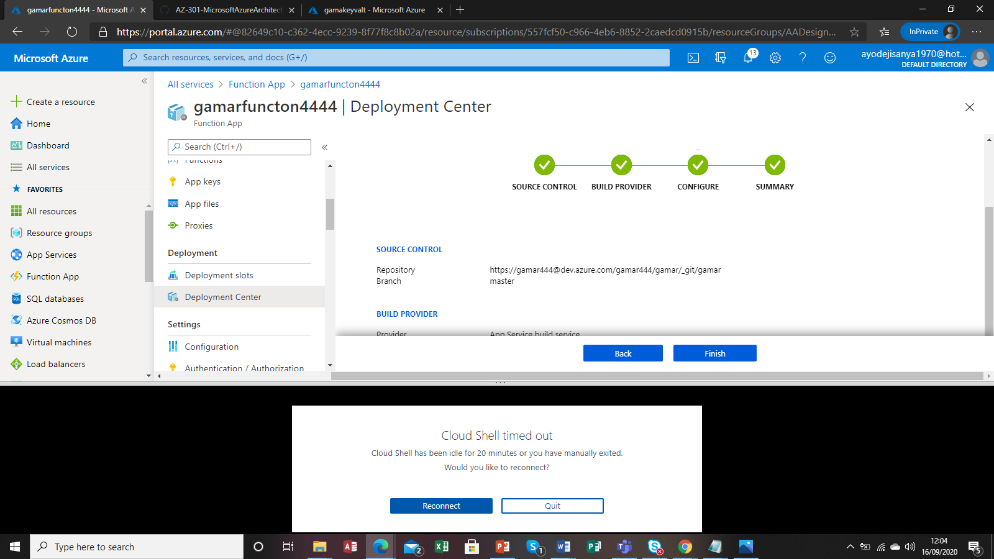 gamarfuncton4444 - Microsoft A
AZ-301-MicrosoftAzureArchitect
gamakeyvalt - Microsoft Azure
https://portal.azure.com/#@82649c10-c362-4ecc-9239-8f77f8c8b02a/resource/subscriptions/557fcf50-c966-4eb6-8852-2caedcd0915b/resourceGroups/AADesign...
InPrivate
Microsoft Azure
Search resources, services, and docs (G+/)
13
ayodejisanya1970@hot...
DEFAULT DIRECTORY
Create a resource
Home
Dashboard
All services
FAVORITES
All resources
Resource groups
App Services
Function App
SQL databases
Azure Cosmos DB
Virtual machines
Load balancers
All services > Function App > gamarfuncton4444
gamarfuncton4444 | Deployment Center
Function App
Search (Ctrl+/)
Functions
App keys
App files
Proxies
Deployment
Deployment slots
Deployment Center
Settings
Configuration
Authentication / Authorization
SOURCE CONTROL
BUILD PROVIDER
CONFIGURE
SUMMARY
SOURCE CONTROL
Repository https://gamar444@dev.azure.com/gamar444/gamar/_git/gamar
Branch master
BUILD PROVIDER
Provider App Service build service
Back
Finish
Cloud Shell timed out
Cloud Shell has been idle for 20 minutes or you have manually exited.
Would you like to reconnect?
Reconnect
Quit
Type here to search
2
1
12:04
16/09/2020
5